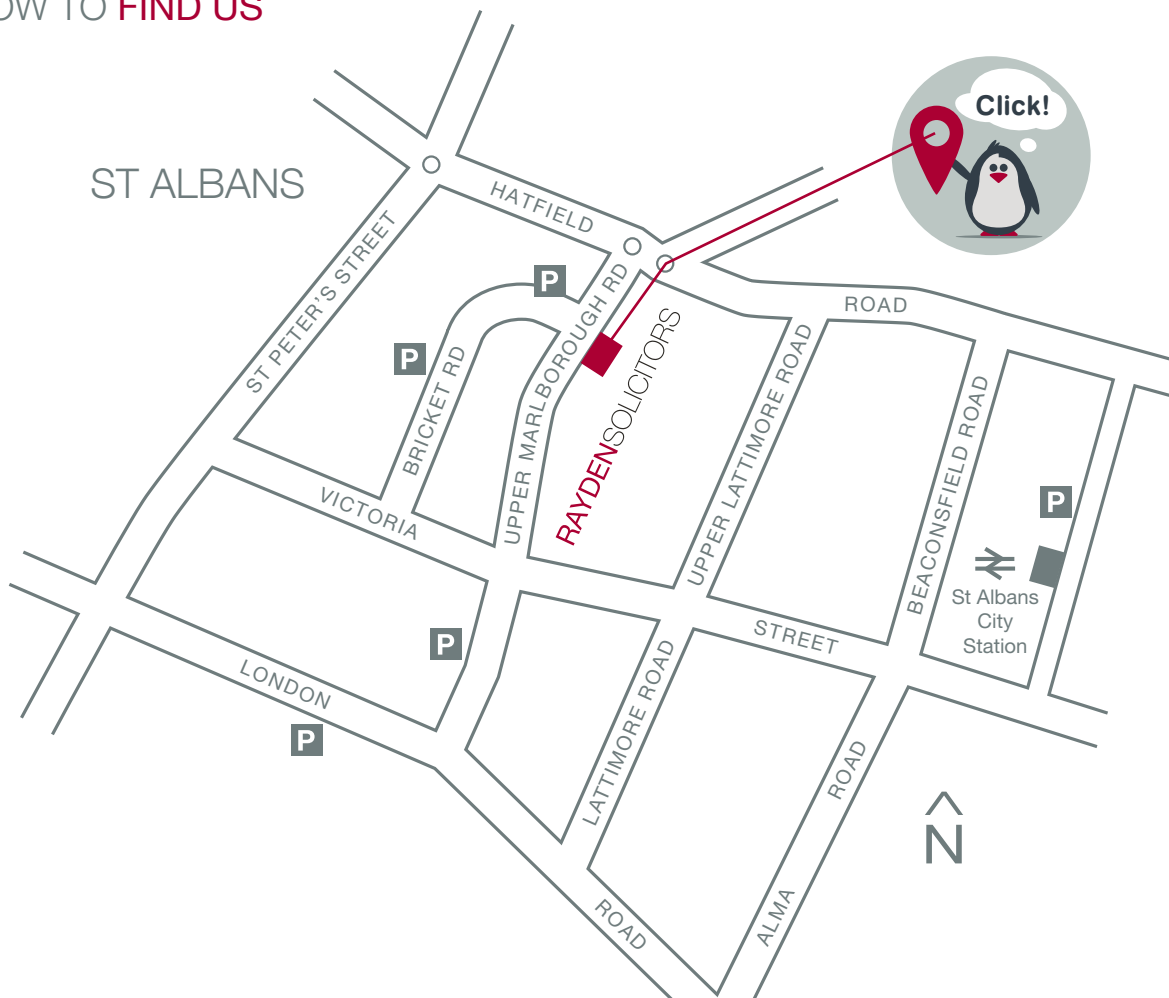 OW TO FIND US
Click!
ST ALBANS
HATFIELD
ROAD
ST PETER'S STREET
P
P
BRICKET RD
UPPER MARLBOROUGH RD
RAYDENSOLICITORS
UPPER LATTIMORE ROAD
BEACONSFIELD ROAD
P
VICTORIA
STREET
St Albans
City
Station
P
LONDON
P
LATTIMORE ROAD
ROAD
ALMA
ROAD
N